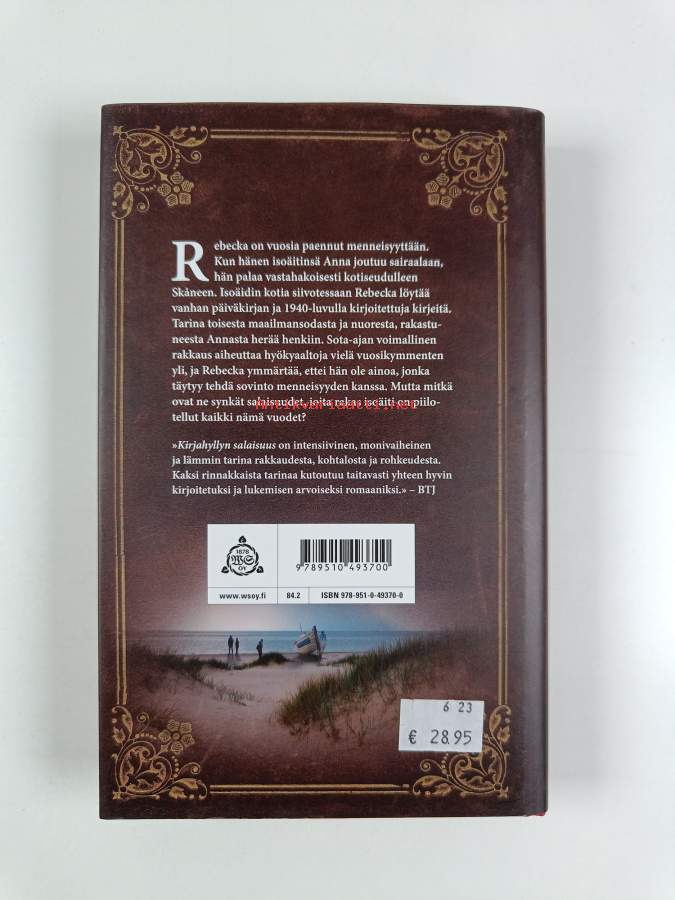 Rebecka on vuosia paennut menneisyyttään.
Kun hänen isoäitinsä Anna joutuu sairaalaan,
hän palaa vastahakoisesti kotiseudulleen
Skåneen. Isoäidin kotia siivotessaan Rebecka löytää
vanhan päiväkirjan ja 1940-luvulla kirjoitettuja kirjeitä.
Tarina toisesta maailmansodasta ja nuoresta, rakastu-
neesta Annasta herää henkiin. Sota-ajan voimallinen
rakkaus aiheuttaa hyökyaaltoja vielä vuosikymmenten
yli, ja Rebecka ymmärtää, ettei hän ole ainoa, jonka
täytyy tehdä sovinto menneisyyden kanssa. Mutta mitkä
ovat ne synkät salaisuudet, joita rakas isoäiti on piilo-
antikvariaatti.net
tellut kaikki nämä vuodet?
»Kirjahyllyn salaisuus on intensiivinen, monivaiheinen
ja lämmin tarina rakkaudesta, kohtalosta ja rohkeudesta.
Kaksi rinnakkaista tarinaa kutoutuu taitavasti yhteen hyvin
kirjoitetuksi ja lukemisen arvoiseksi romaaniksi.» – BTJ
1878
WS
OY
9 789510 493700
www.wsoy.fi 84.2 ISBN 978-951-0-49370-0
6 23
€ 28.95